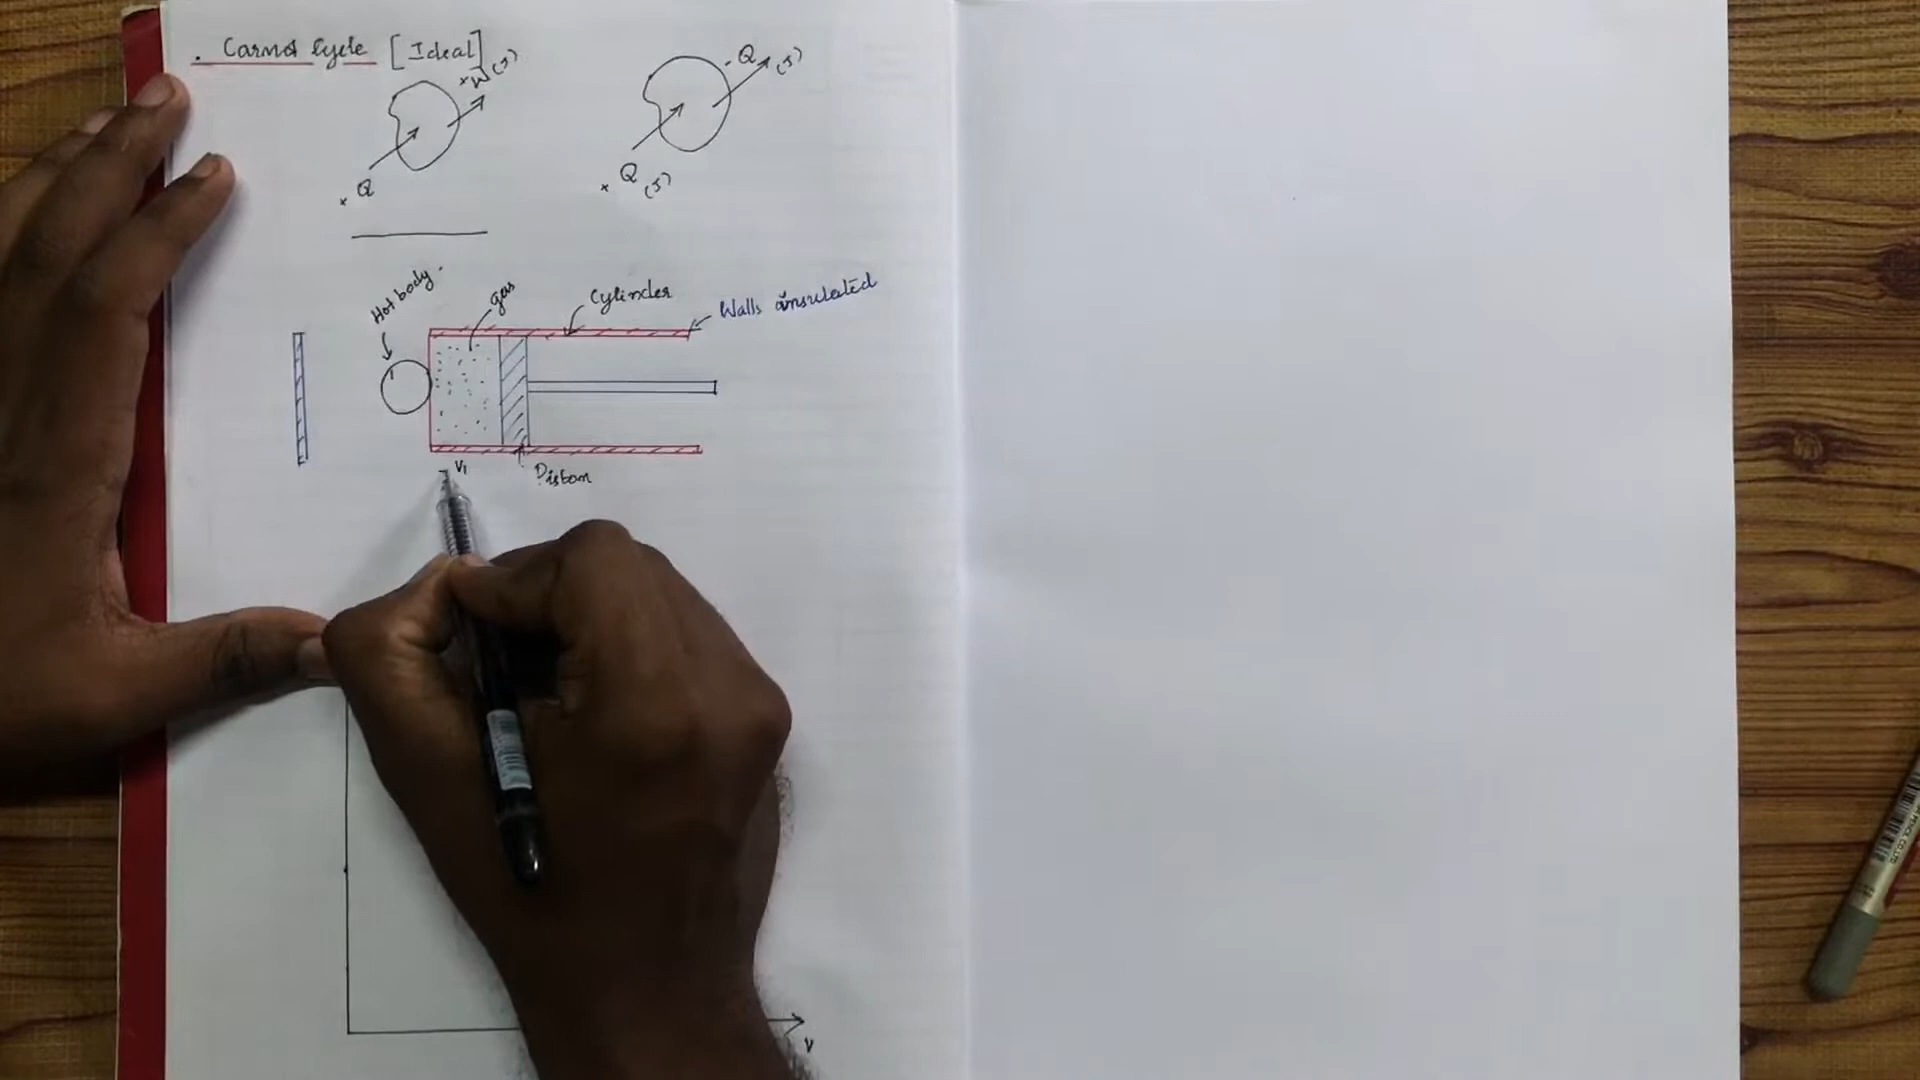 . Carnot Cycle [Ideal]
+W (J)
- Q (J)
+ Q
+ Q (J)
Hot body.
gas
Cylinder
Walls insulated
V1
Piston
V